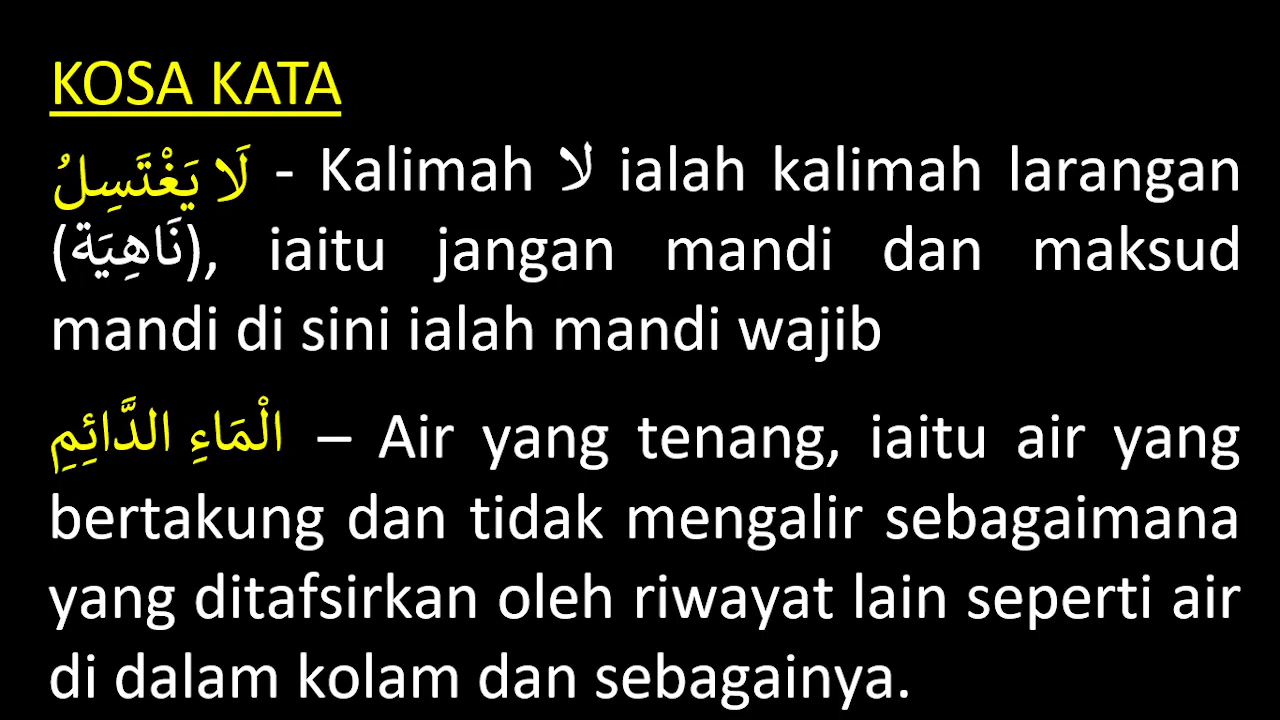 KOSA KATA
لَا يَغْتَسِلُ - Kalimah لا ialah kalimah larangan
(نَاهِيَة), iaitu jangan mandi dan maksud
mandi di sini ialah mandi wajib
الْمَاءِ الدَّائِمِ – Air yang tenang, iaitu air yang
bertakung dan tidak mengalir sebagaimana
yang ditafsirkan oleh riwayat lain seperti air
di dalam kolam dan sebagainya.